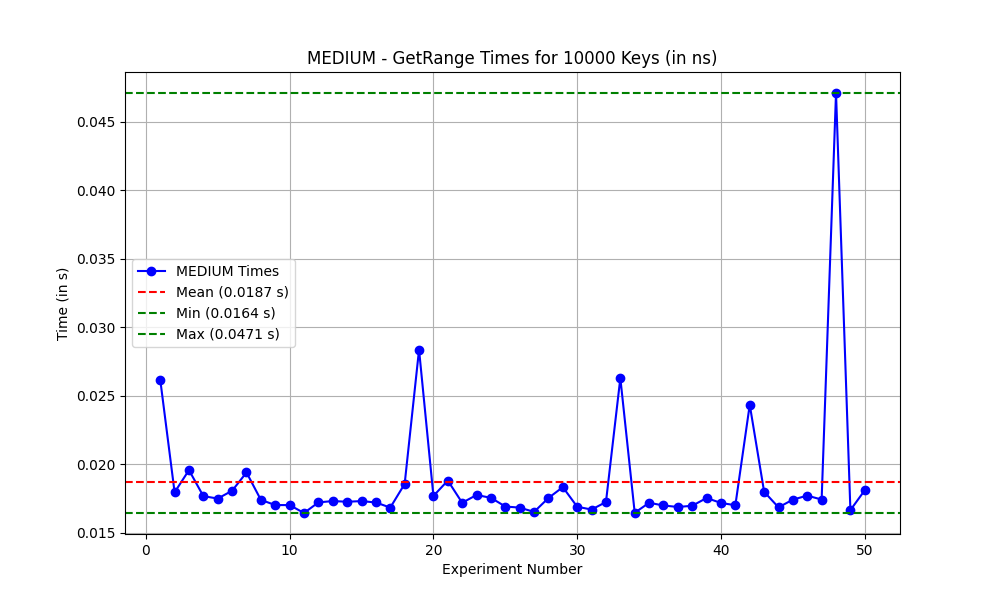 MEDIUM - GetRange Times for 10000 Keys (in ns)
0.045
0.040
0.035
0.030
0.025
0.020
0.015
Time (in s)
MEDIUM Times
Mean (0.0187 s)
Min (0.0164 s)
Max (0.0471 s)
0
10
20
30
40
50
Experiment Number